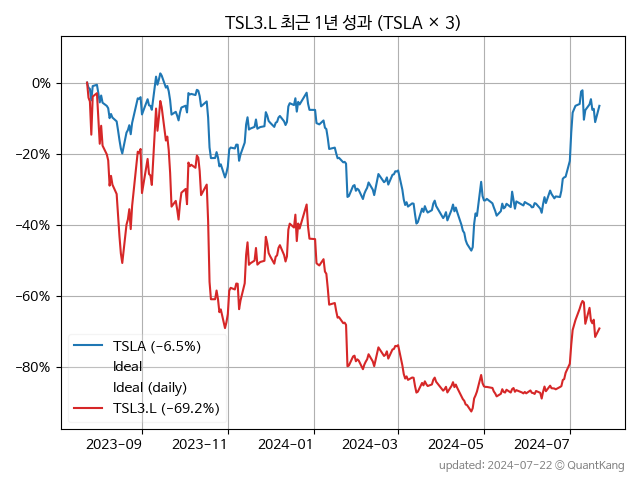 TSL3.L 최근 1년 성과 (TSLA × 3)
0%
−20%
−40%
−60%
−80%
TSLA (−6.5%)
Ideal
Ideal (daily)
TSL3.L (−69.2%)
2023-09 2023-11 2024-01 2024-03 2024-05 2024-07
updated: 2024-07-22 © QuantKang